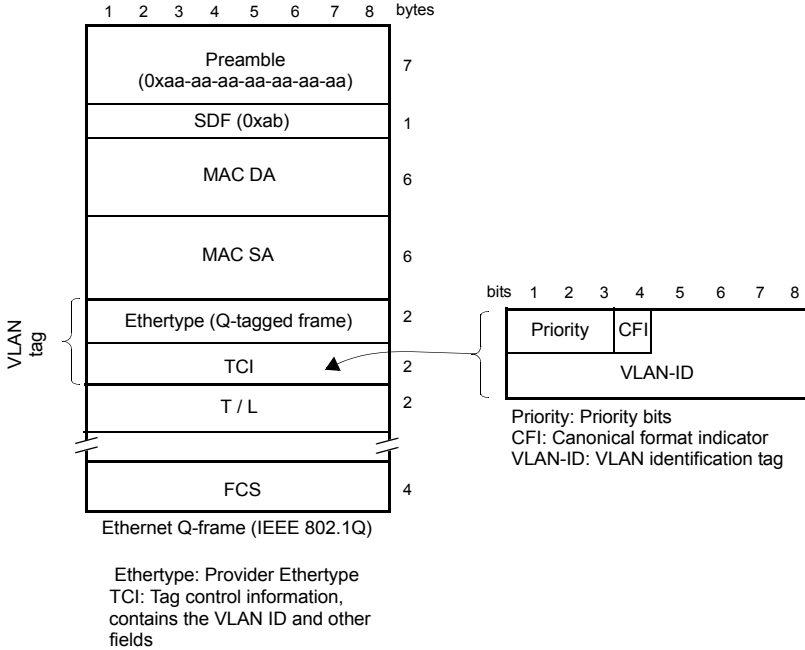 1 2 3 4 5 6 7 8 bytes
Preamble
(0xaa-aa-aa-aa-aa-aa-aa)
7
SDF (0xab)
1
MAC DA
6
MAC SA
6
VLAN
tag
Ethertype (Q-tagged frame)
2
TCI
2
T / L
2
FCS
4
Ethernet Q-frame (IEEE 802.1Q)
Ethertype: Provider Ethertype
TCI: Tag control information,
contains the VLAN ID and other
fields
bits 1 2 3 4 5 6 7 8
Priority CFI
VLAN-ID
Priority: Priority bits
CFI: Canonical format indicator
VLAN-ID: VLAN identification tag